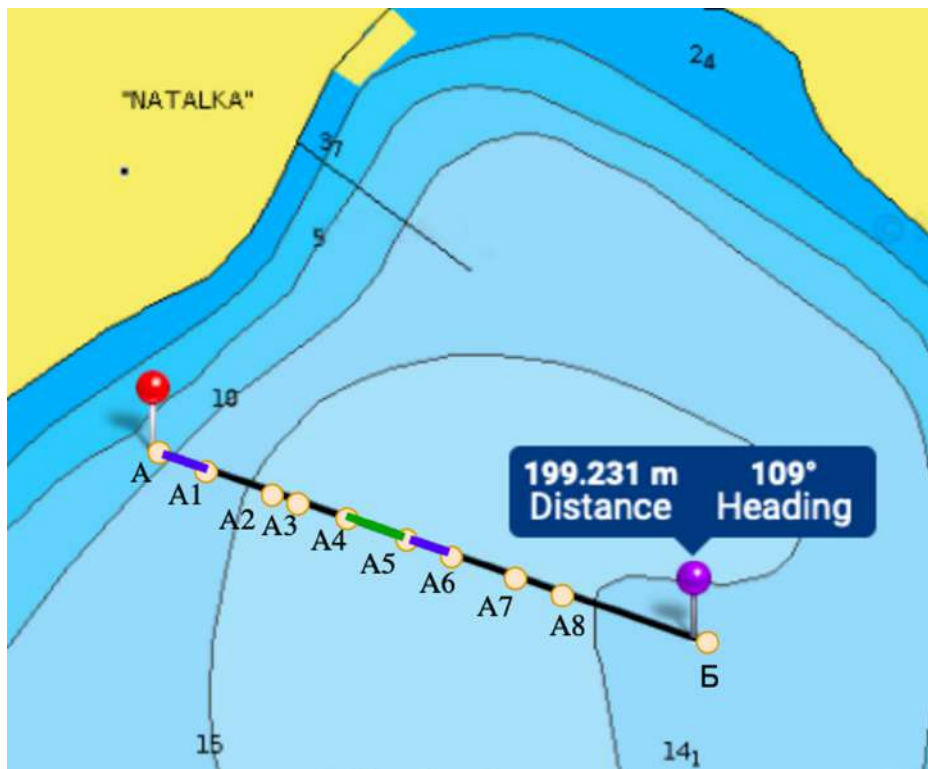 "NATALKA"
2₄
3₇
5
10
A
A1
A2
A3
A4
A5
A6
A7
A8
Б
199.231 m 109°
Distance Heading
15
14₁